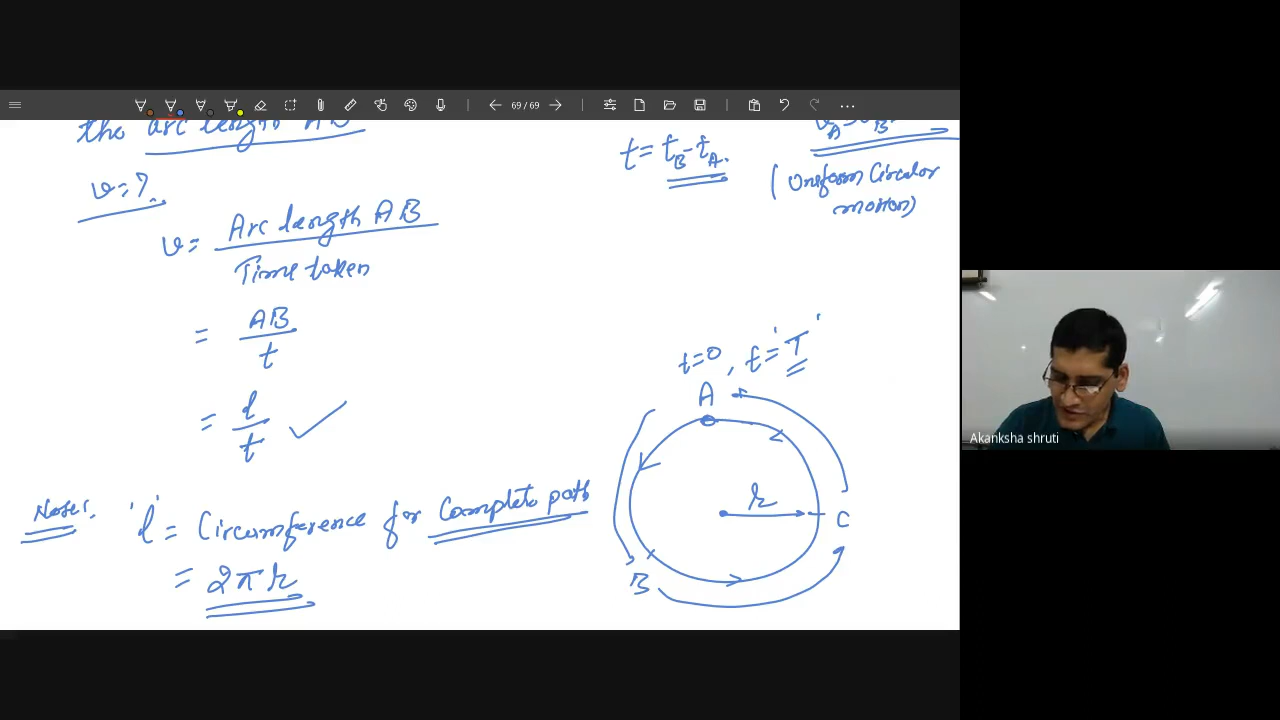 69/69
the arc length AB
v=?
v = Arc length AB / Time taken
= AB / t
= l / t ✓
Note: 'l' = Circumference for Complete path
= 2πr
t = t_B - t_A.
(Uniform Circular
motion)
t=0, t='T'
A
r
C
B
Akanksha shruti